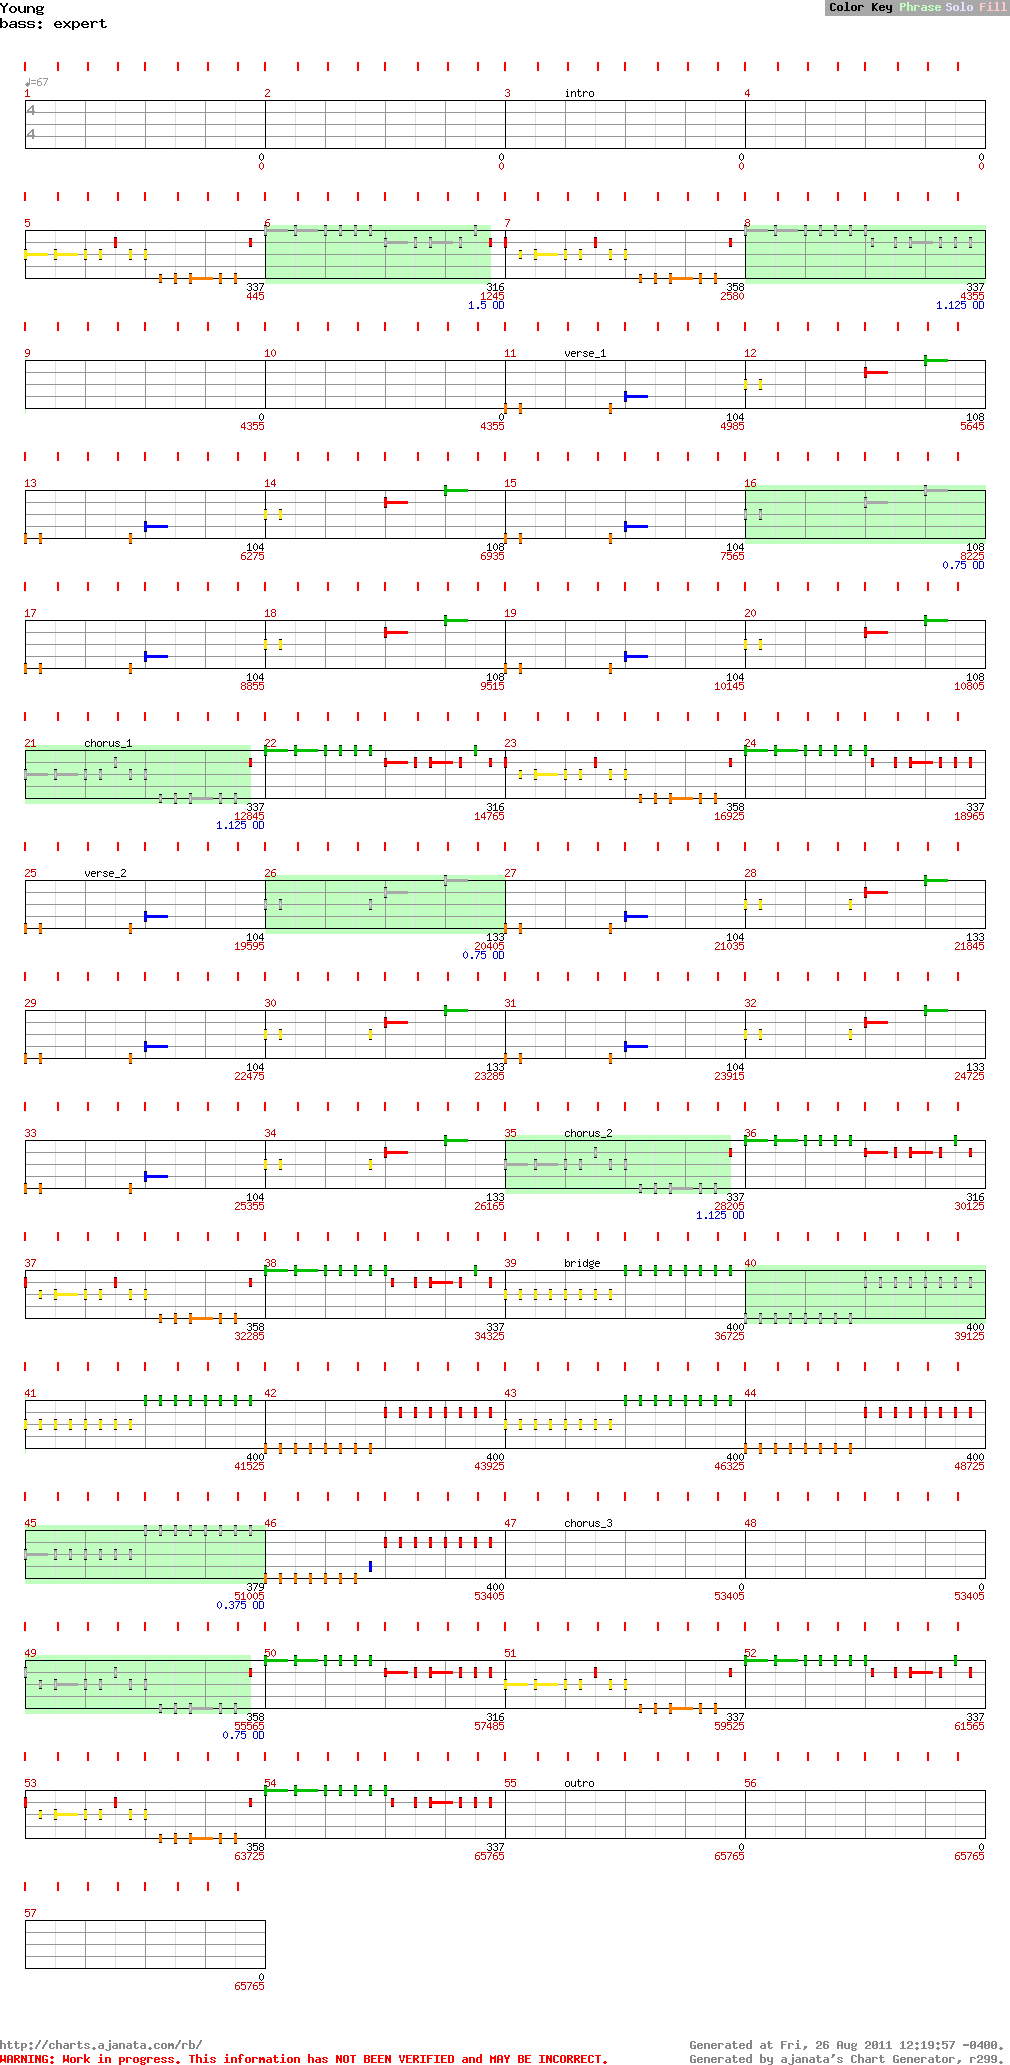 Young
Color Key Phrase Solo Fill
bass: expert
♩=67
1 2 3 intro 4
4
4
0 0 0 0
0 0 0 0
5 6 7 8
337 316 358 337
445 1245 2580 4355
1.5 OD 1.125 OD
9 10 11 verse_1 12
0 0 104 108
4355 4355 4985 5645
13 14 15 16
104 108 104 108
6275 6935 7565 8225
0.75 OD
17 18 19 20
104 108 104 108
8855 9515 10145 10805
21 chorus_1 22 23 24
337 316 358 337
12845 14765 16925 18965
1.125 OD
25 verse_2 26 27 28
104 133 104 133
19595 20405 21035 21845
0.75 OD
29 30 31 32
104 133 104 133
22475 23285 23915 24725
33 34 35 chorus_2 36
104 133 337 316
25355 26165 28205 30125
1.125 OD
37 38 39 bridge 40
358 337 400 400
32285 34325 36725 39125
41 42 43 44
400 400 400 400
41525 43925 46325 48725
45 46 47 chorus_3 48
379 400 0 0
51005 53405 53405 53405
0.375 OD
49 50 51 52
358 316 337 337
55565 57485 59525 61565
0.75 OD
53 54 55 outro 56
358 337 0 0
63725 65765 65765 65765
57
0
65765
http://charts.ajanata.com/rb/
Generated at Fri, 26 Aug 2011 12:19:57 -0400.
WARNING: Work in progress. This information has NOT BEEN VERIFIED and MAY BE INCORRECT.
Generated by ajanata's Chart Generator, r299.